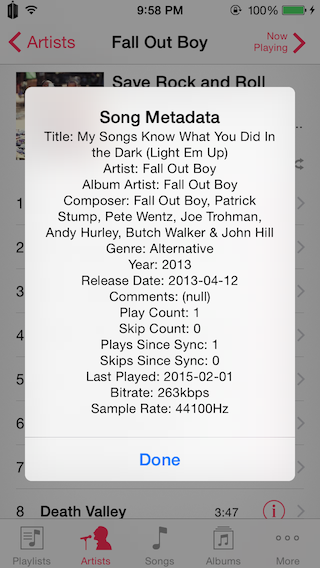 9:58 PM
100%
Artists
Fall Out Boy
Now
Playing
Save Rock and Roll
Song Metadata
Title: My Songs Know What You Did In
the Dark (Light Em Up)
Artist: Fall Out Boy
Album Artist: Fall Out Boy
Composer: Fall Out Boy, Patrick
Stump, Pete Wentz, Joe Trohman,
Andy Hurley, Butch Walker & John Hill
Genre: Alternative
Year: 2013
Release Date: 2013-04-12
Comments: (null)
Play Count: 1
Skip Count: 0
Plays Since Sync: 1
Skips Since Sync: 0
Last Played: 2015-02-01
Bitrate: 263kbps
Sample Rate: 44100Hz
Done
1
2
3
4
5
6
7
8 Death Valley 3:47
Playlists
Artists
Songs
Albums
More